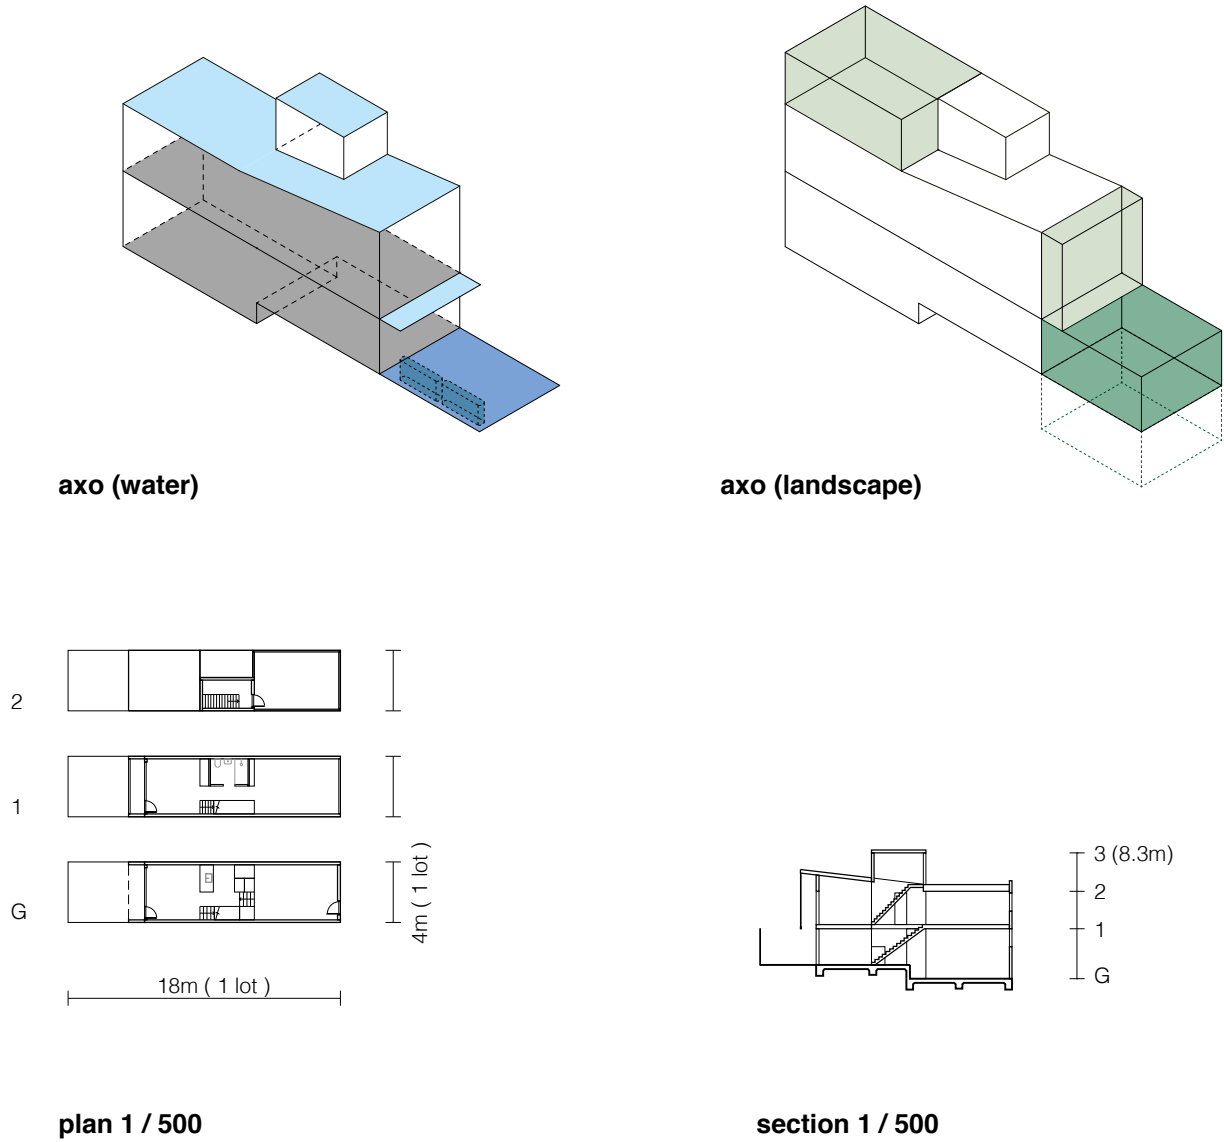 axo (water)
axo (landscape)
2
1
G
4m ( 1 lot )
18m ( 1 lot )
3 (8.3m)
2
1
G
plan 1 / 500
section 1 / 500